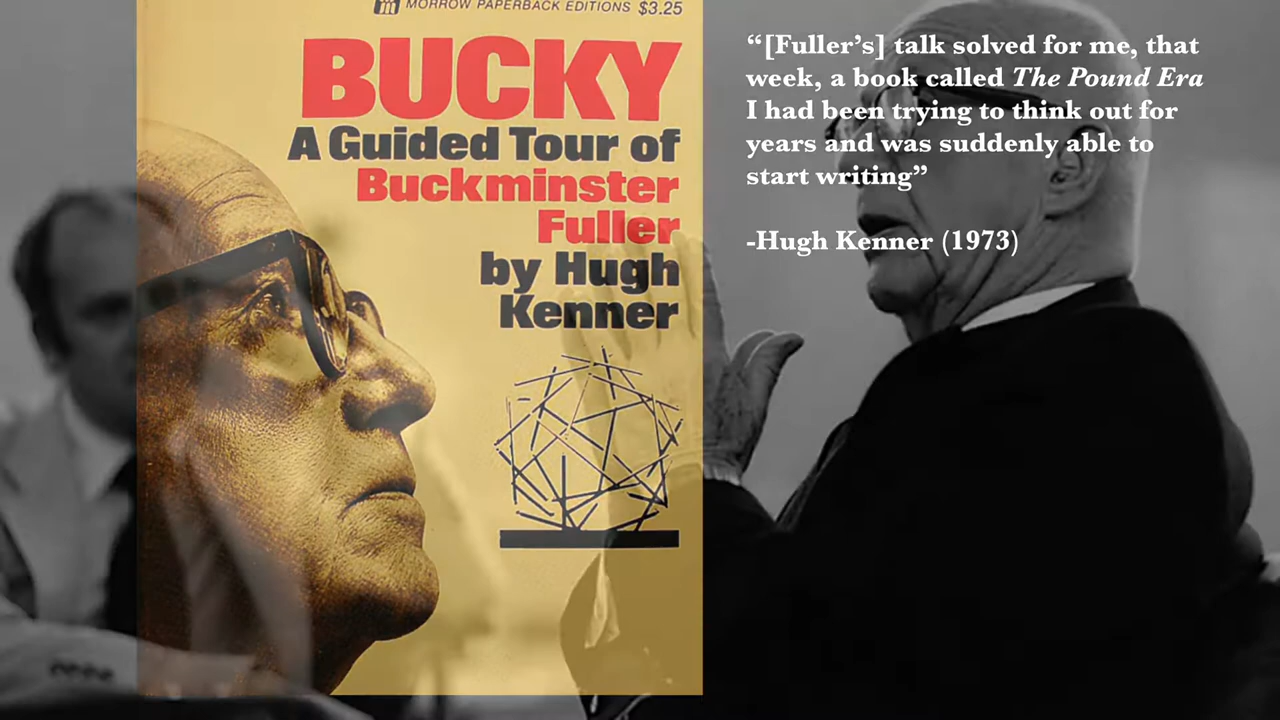 MORROW PAPERBACK EDITIONS $3.25
BUCKY
A Guided Tour of
Buckminster
Fuller
by Hugh
Kenner
“[Fuller’s] talk solved for me, that
week, a book called The Pound Era
I had been trying to think out for
years and was suddenly able to
start writing”
-Hugh Kenner (1973)